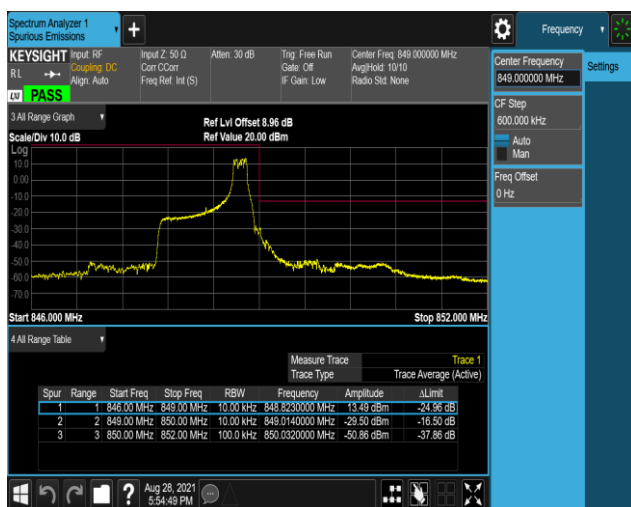 Spectrum Analyzer 1
Spurious Emissions
Frequency
KEYSIGHT Input: RF Input Z: 50 Ω Atten: 30 dB Trig: Free Run Center Freq: 849.000000 MHz
RL Coupling: DC Corr CCorr Gate: Off Avg|Hold: 10/10
Align: Auto Freq Ref: Int (S) IF Gain: Low Radio Std: None
LXI PASS
3 All Range Graph
Ref Lvl Offset 8.96 dB
Scale/Div 10.0 dB Ref Value 20.00 dBm
Log
10.0
0.00
-10.0
-20.0
-30.0
-40.0
-50.0
-60.0
-70.0
Start 846.000 MHz Stop 852.000 MHz
4 All Range Table
Measure Trace Trace 1
Trace Type Trace Average (Active)
Spur Range Start Freq Stop Freq RBW Frequency Amplitude ΔLimit
1 1 846.00 MHz 849.00 MHz 10.00 kHz 848.8230000 MHz 13.49 dBm -24.96 dB
2 2 849.00 MHz 850.00 MHz 10.00 kHz 849.0140000 MHz -29.50 dBm -16.50 dB
3 3 850.00 MHz 852.00 MHz 100.0 kHz 850.0320000 MHz -50.86 dBm -37.86 dB
Aug 28, 2021
5:54:49 PM
Center Frequency
849.000000 MHz
Settings
CF Step
600.000 kHz
Auto
Man
Freq Offset
0 Hz